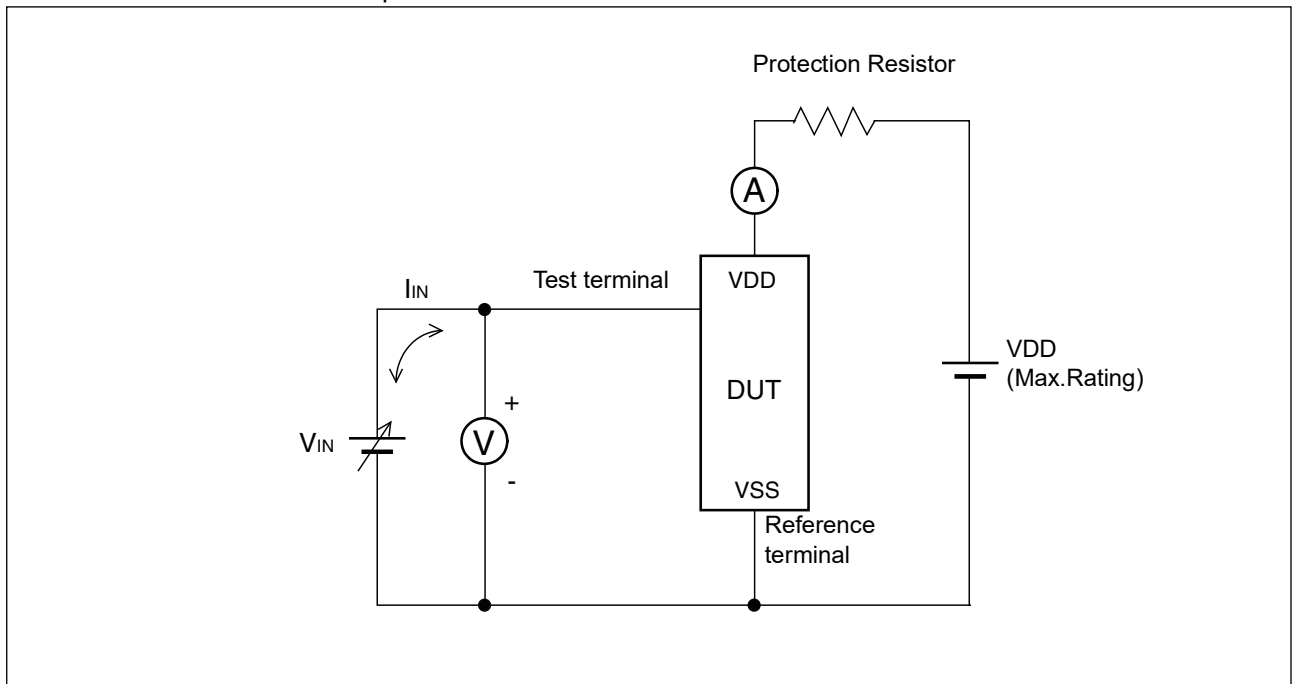 Protection Resistor
A
Test terminal
VDD
IIN
VDD
(Max.Rating)
DUT
+
VIN
V
-
VSS
Reference
terminal